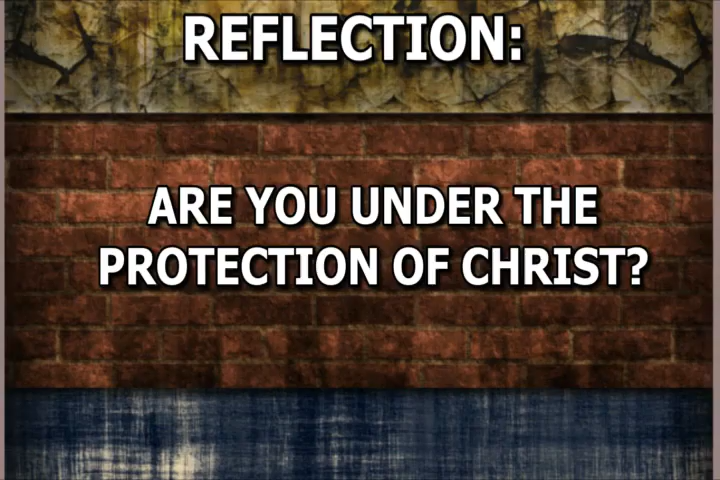 REFLECTION:
ARE YOU UNDER THE
PROTECTION OF CHRIST?